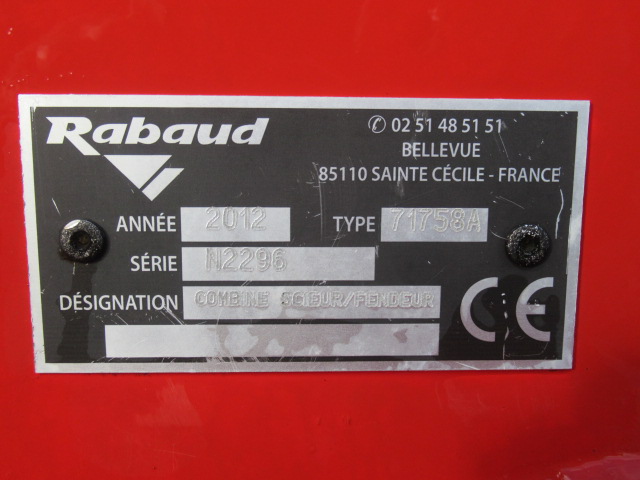 Rabaud
✆ 02 51 48 51 51
BELLEVUE
85110 SAINTE CÉCILE - FRANCE
ANNÉE 2012 TYPE 71758A
SÉRIE N2296
DÉSIGNATION COMBINE SCIEUR/FENDEUR
CE